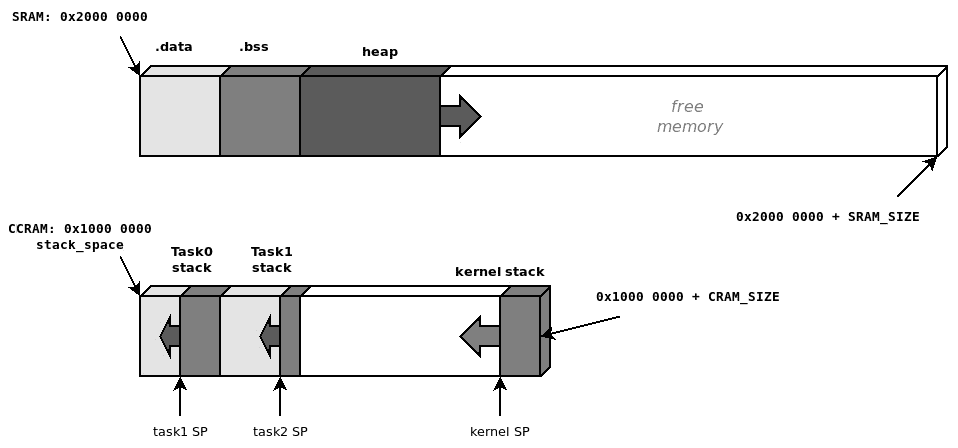 SRAM: 0x2000 0000
.data
.bss
heap
free
memory
0x2000 0000 + SRAM_SIZE
CCRAM: 0x1000 0000
stack_space
Task0
stack
Task1
stack
kernel stack
0x1000 0000 + CRAM_SIZE
task1 SP
task2 SP
kernel SP